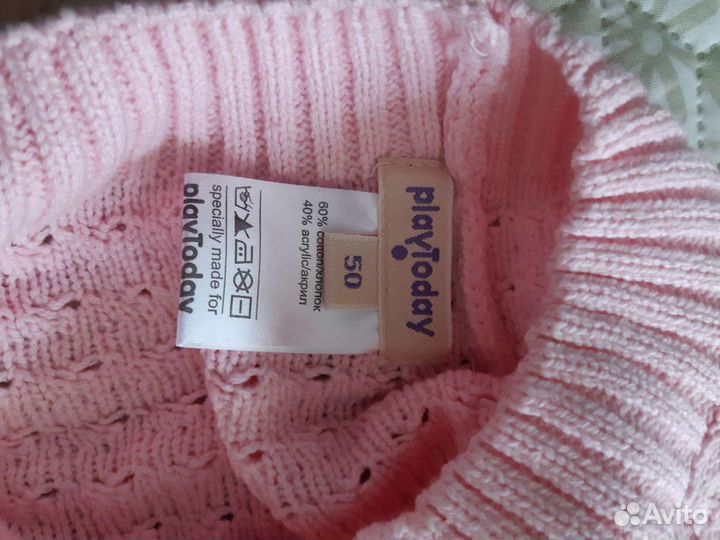 playToday
50
60% cotton/хлопок
40% acrylic/акрил
specially made for
playToday
Avito